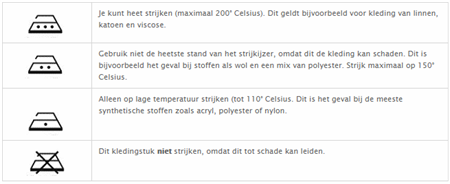 Je kunt heet strijken (maximaal 200° Celsius). Dit geldt bijvoorbeeld voor kleding van linnen,
katoen en viscose.
Gebruik niet de heetste stand van het strijkijzer, omdat dit de kleding kan schaden. Dit is
bijvoorbeeld het geval bij stoffen als wol en een mix van polyester. Strijk maximaal op 150°
Celsius.
Alleen op lage temperatuur strijken (tot 110° Celsius. Dit is het geval bij de meeste
synthetische stoffen zoals acryl, polyester of nylon.
Dit kledingstuk niet strijken, omdat dit tot schade kan leiden.